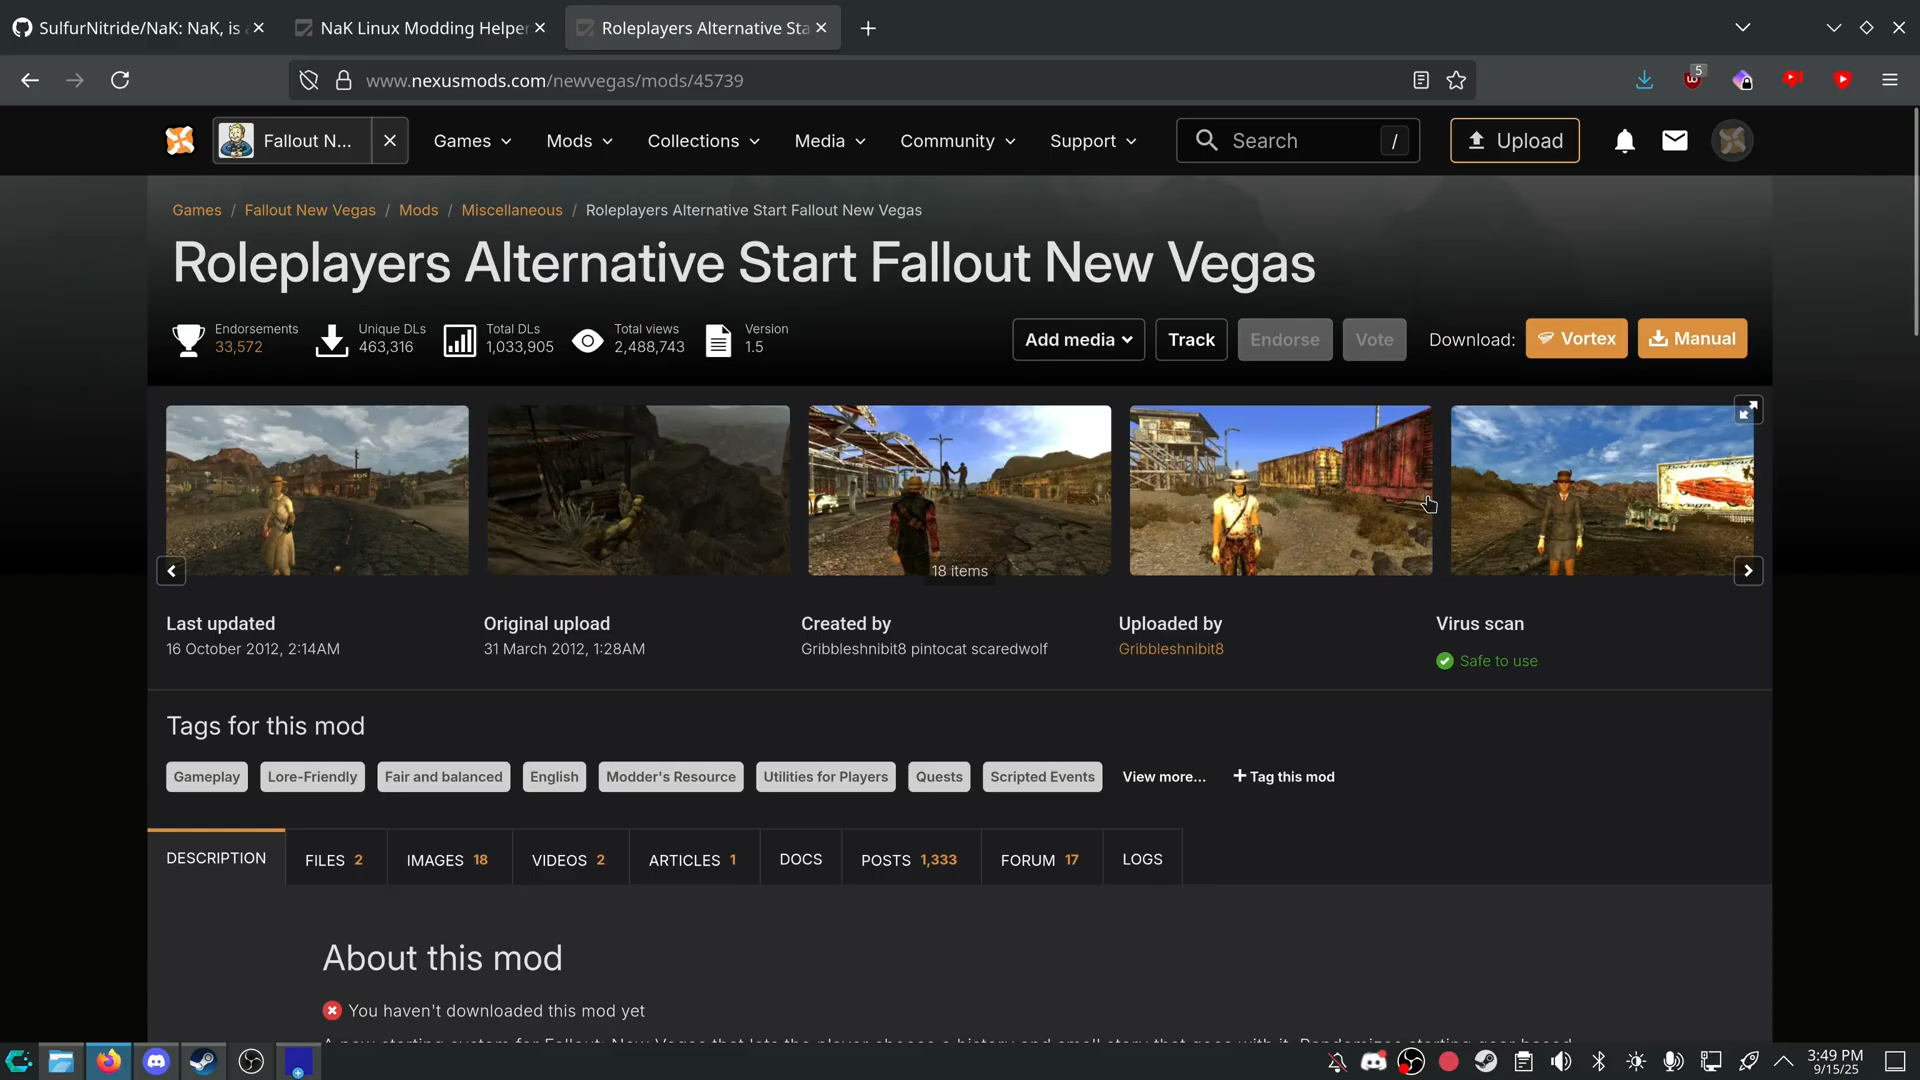 SulfurNitride/NaK: NaK, is
NaK Linux Modding Helper
Roleplayers Alternative Sta
www.nexusmods.com/newvegas/mods/45739
5
Fallout N...
Games
Mods
Collections
Media
Community
Support
Search
/
Upload
Games / Fallout New Vegas / Mods / Miscellaneous / Roleplayers Alternative Start Fallout New Vegas
Roleplayers Alternative Start Fallout New Vegas
Endorsements
33,572
Unique DLs
463,316
Total DLs
1,033,905
Total views
2,488,743
Version
1.5
Add media
Track
Endorse
Vote
Download:
Vortex
Manual
18 items
Last updated
16 October 2012, 2:14AM
Original upload
31 March 2012, 1:28AM
Created by
Gribbleshnibit8 pintocat scaredwolf
Uploaded by
Gribbleshnibit8
Virus scan
Safe to use
Tags for this mod
Gameplay
Lore-Friendly
Fair and balanced
English
Modder's Resource
Utilities for Players
Quests
Scripted Events
View more...
+ Tag this mod
DESCRIPTION
FILES 2
IMAGES 18
VIDEOS 2
ARTICLES 1
DOCS
POSTS 1,333
FORUM 17
LOGS
About this mod
You haven't downloaded this mod yet
3:49 PM
9/15/25